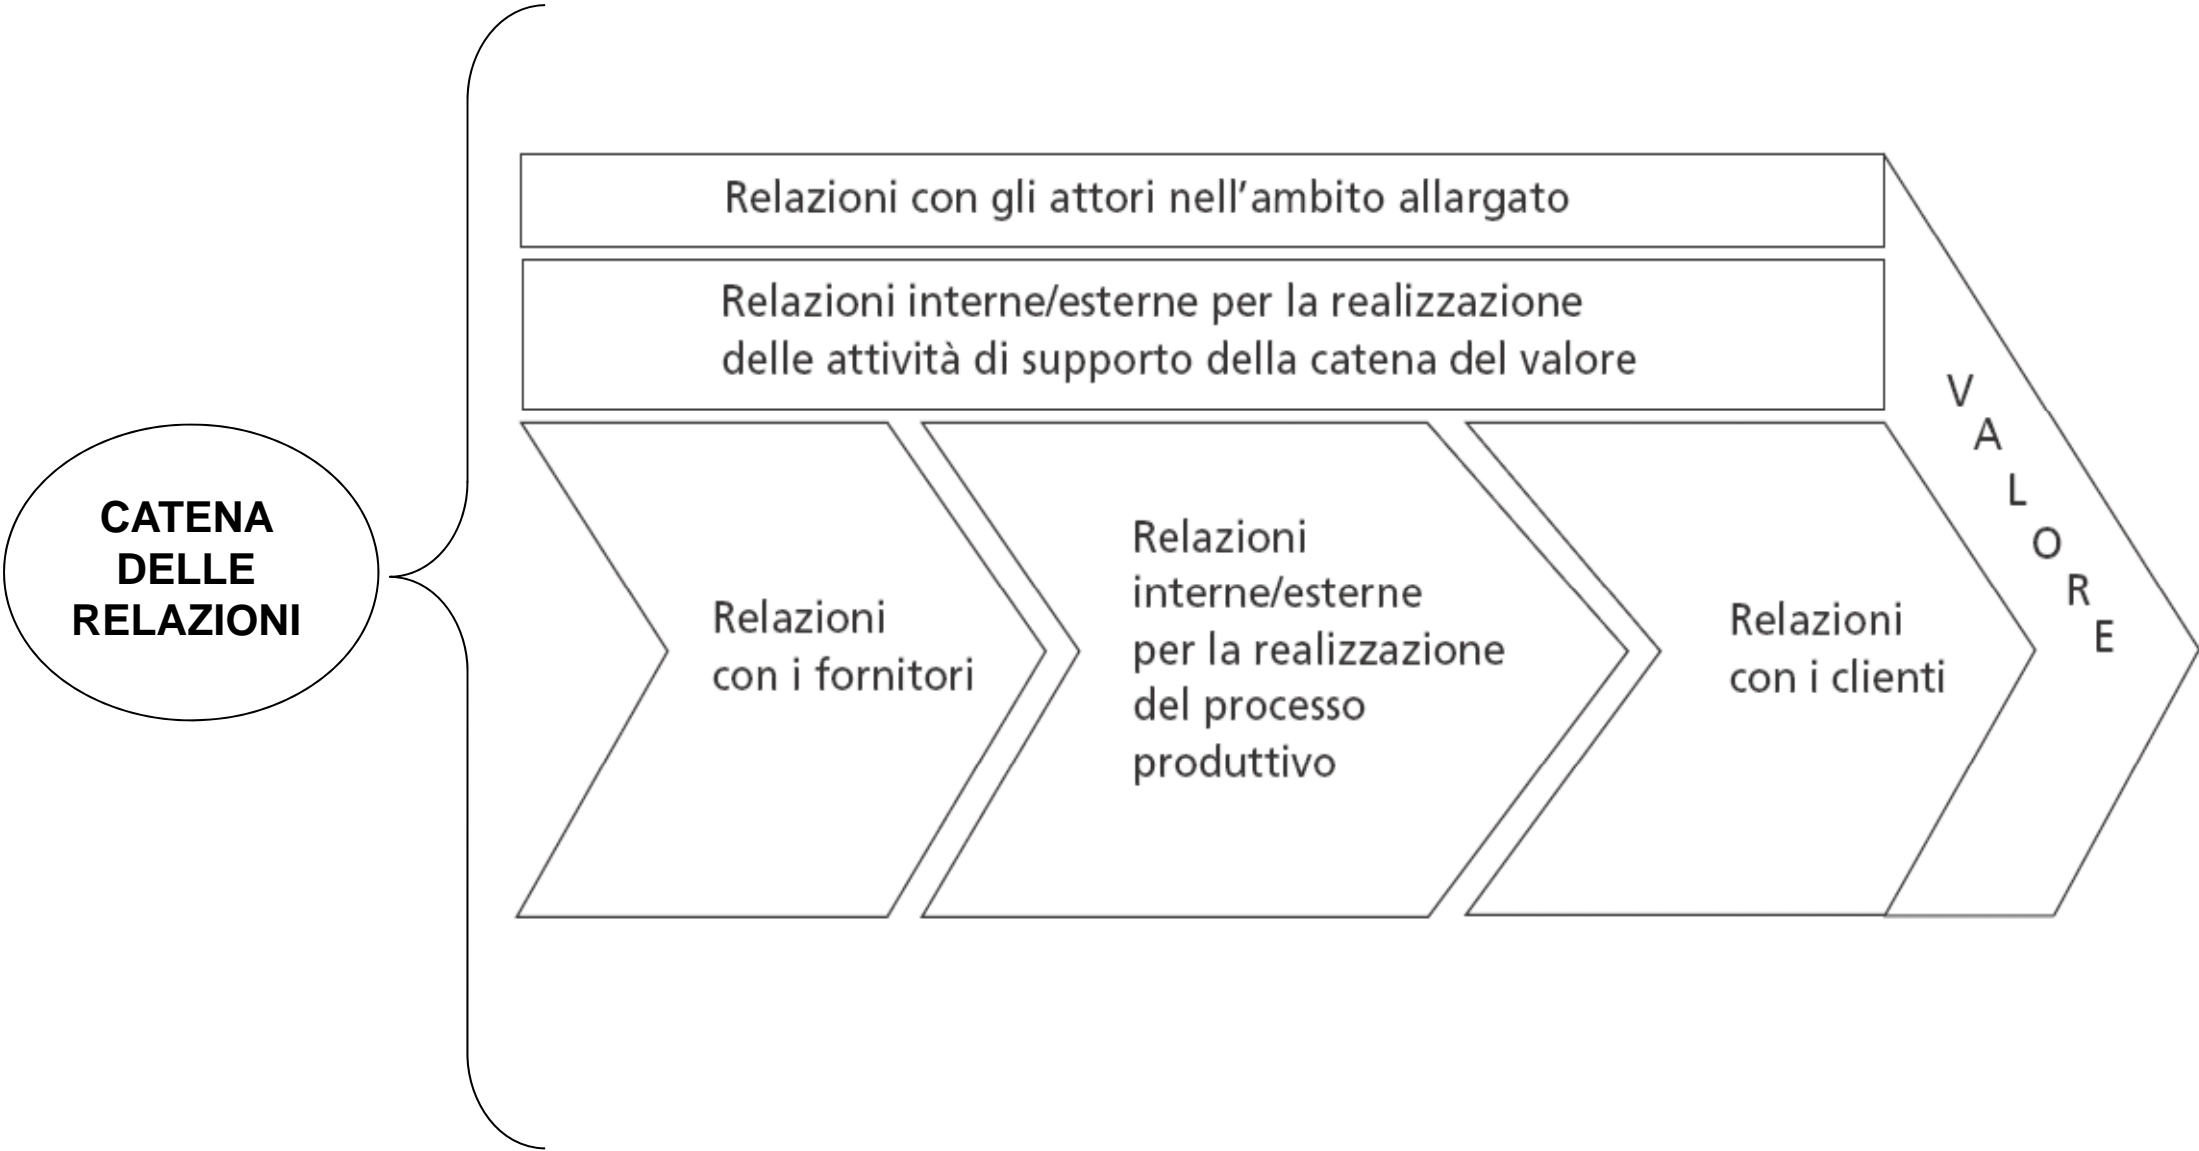 CATENA
DELLE
RELAZIONI
Relazioni con gli attori nell'ambito allargato
Relazioni interne/esterne per la realizzazione
delle attività di supporto della catena del valore
Relazioni
con i fornitori
Relazioni
interne/esterne
per la realizzazione
del processo
produttivo
Relazioni
con i clienti
VALORE